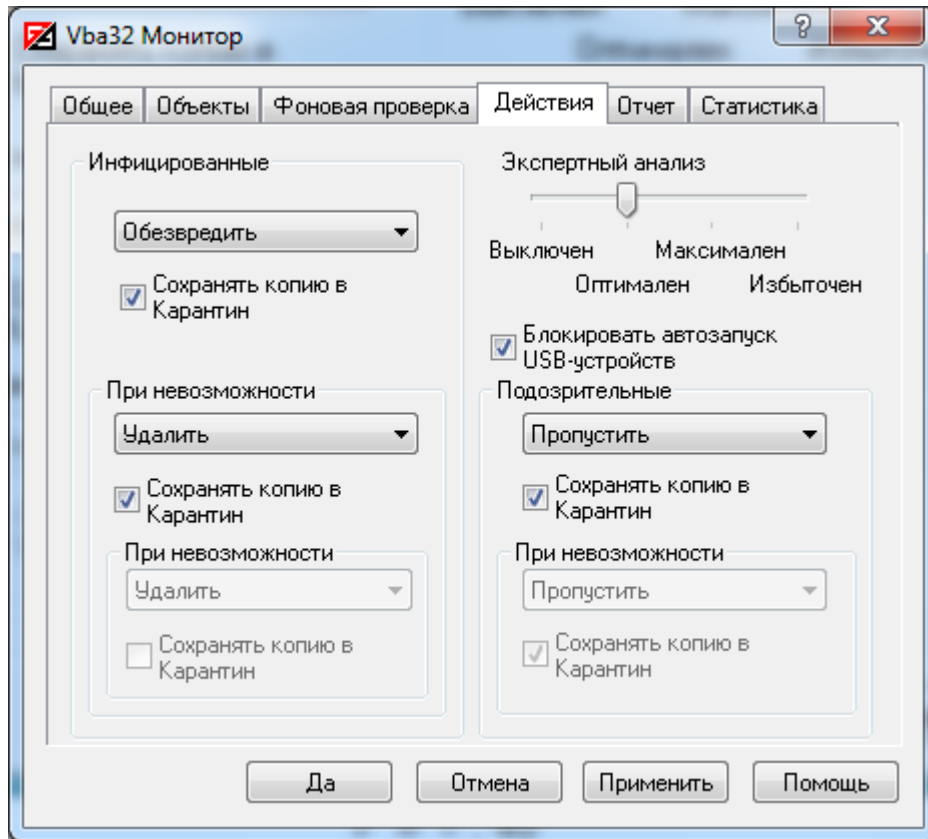 Vba32 Монитор
Общее
Объекты
Фоновая проверка
Действия
Отчет
Статистика
Инфицированные
Обезвредить
Сохранять копию в
Карантин
При невозможности
Удалить
Сохранять копию в
Карантин
При невозможности
Удалить
Сохранять копию в
Карантин
Экспертный анализ
Выключен
Максимален
Оптимален
Избыточен
Блокировать автозапуск
USB-устройств
Подозрительные
Пропустить
Сохранять копию в
Карантин
При невозможности
Пропустить
Сохранять копию в
Карантин
Да
Отмена
Применить
Помощь